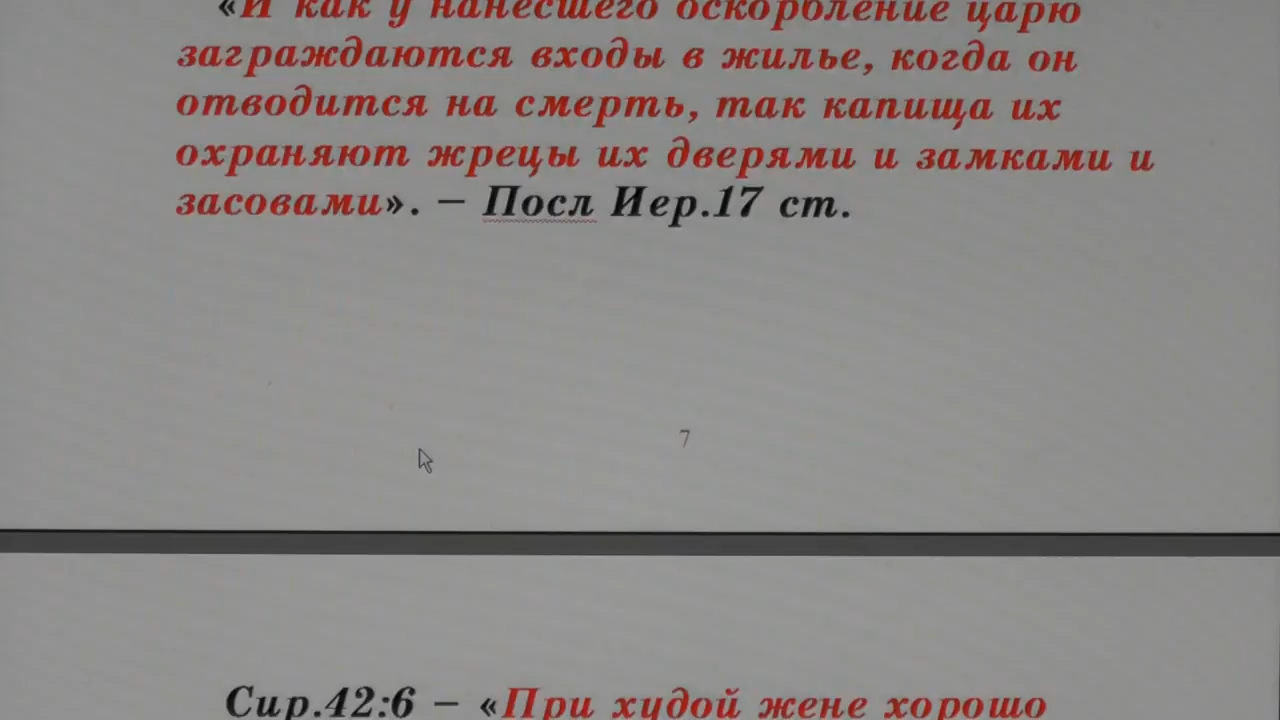 «И как у нанесшего оскорбление царю
заграждаются входы в жилье, когда он
отводится на смерть, так капища их
охраняют жрецы их дверями и замками и
засовами». – Посл Иер.17 ст.
7
Сир.42:6 – «При худой жене хорошо